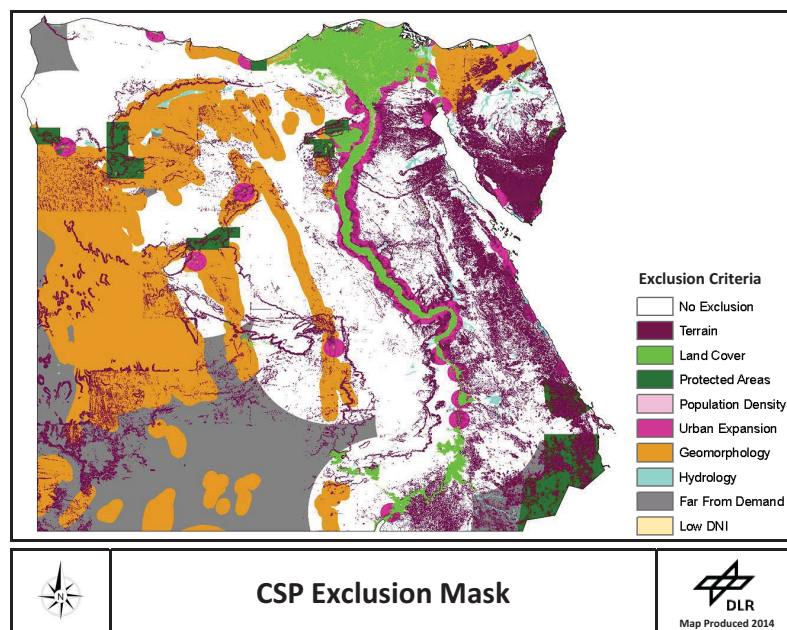 Exclusion Criteria
No Exclusion
Terrain
Land Cover
Protected Areas
Population Density
Urban Expansion
Geomorphology
Hydrology
Far From Demand
Low DNI
N
CSP Exclusion Mask
DLR
Map Produced 2014